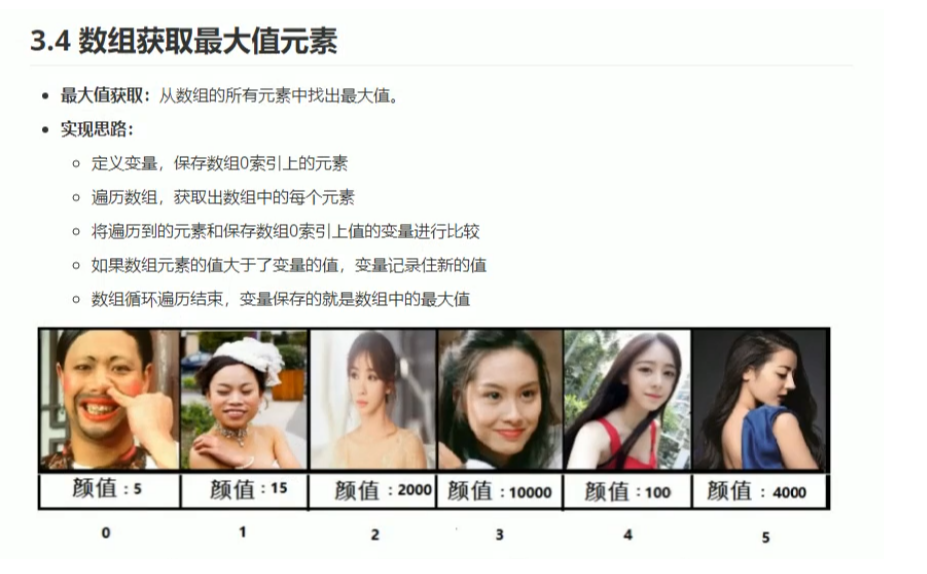 3.4 数组获取最大值元素
最大值获取：从数组的所有元素中找出最大值。
实现思路：
定义变量，保存数组0索引上的元素
遍历数组，获取出数组中的每个元素
将遍历到的元素和保存数组0索引上值的变量进行比较
如果数组元素的值大于了变量的值，变量记录住新的值
数组循环遍历结束，变量保存的就是数组中的最大值
颜值：5 颜值：15 颜值：2000 颜值：10000 颜值：100 颜值：4000
0 1 2 3 4 5